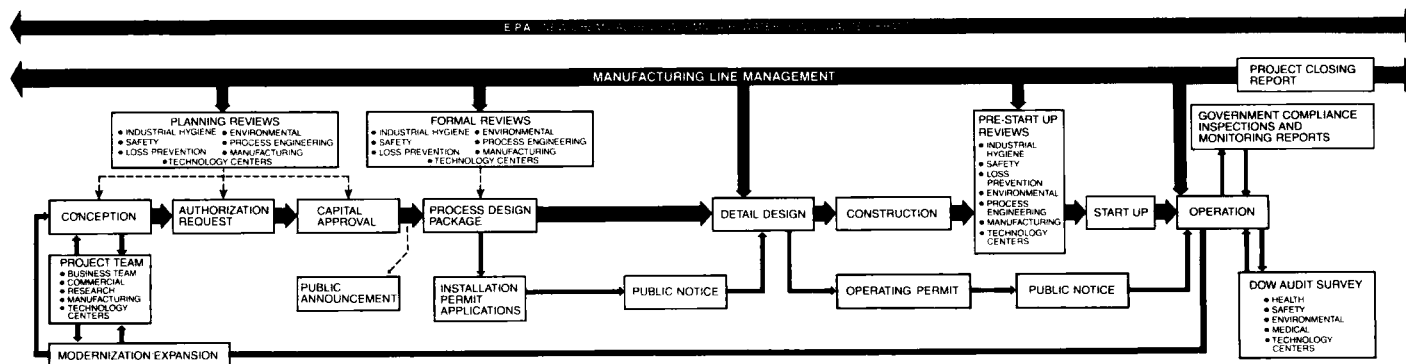 EPA
MANUFACTURING LINE MANAGEMENT
PROJECT CLOSING
REPORT
PLANNING REVIEWS
• INDUSTRIAL HYGIENE • ENVIRONMENTAL
• SAFETY • PROCESS ENGINEERING
• LOSS PREVENTION • MANUFACTURING
• TECHNOLOGY CENTERS
FORMAL REVIEWS
• INDUSTRIAL HYGIENE • ENVIRONMENTAL
• SAFETY • PROCESS ENGINEERING
• LOSS PREVENTION • MANUFACTURING
• TECHNOLOGY CENTERS
PRE-START UP
REVIEWS
• INDUSTRIAL
HYGIENE
• SAFETY
• LOSS
PREVENTION
• ENVIRONMENTAL
• PROCESS
ENGINEERING
• MANUFACTURING
• TECHNOLOGY
CENTERS
GOVERNMENT COMPLIANCE
INSPECTIONS AND
MONITORING REPORTS
CONCEPTION
AUTHORIZATION
REQUEST
CAPITAL
APPROVAL
PROCESS DESIGN
PACKAGE
DETAIL DESIGN
CONSTRUCTION
START UP
OPERATION
PROJECT TEAM
• BUSINESS TEAM
• COMMERCIAL
• RESEARCH
• MANUFACTURING
• TECHNOLOGY
CENTERS
PUBLIC
ANNOUNCEMENT
INSTALLATION
PERMIT
APPLICATIONS
PUBLIC NOTICE
OPERATING PERMIT
PUBLIC NOTICE
DOW AUDIT SURVEY
• HEALTH
• SAFETY
• ENVIRONMENTAL
• MEDICAL
• TECHNOLOGY
CENTERS
MODERNIZATION EXPANSION